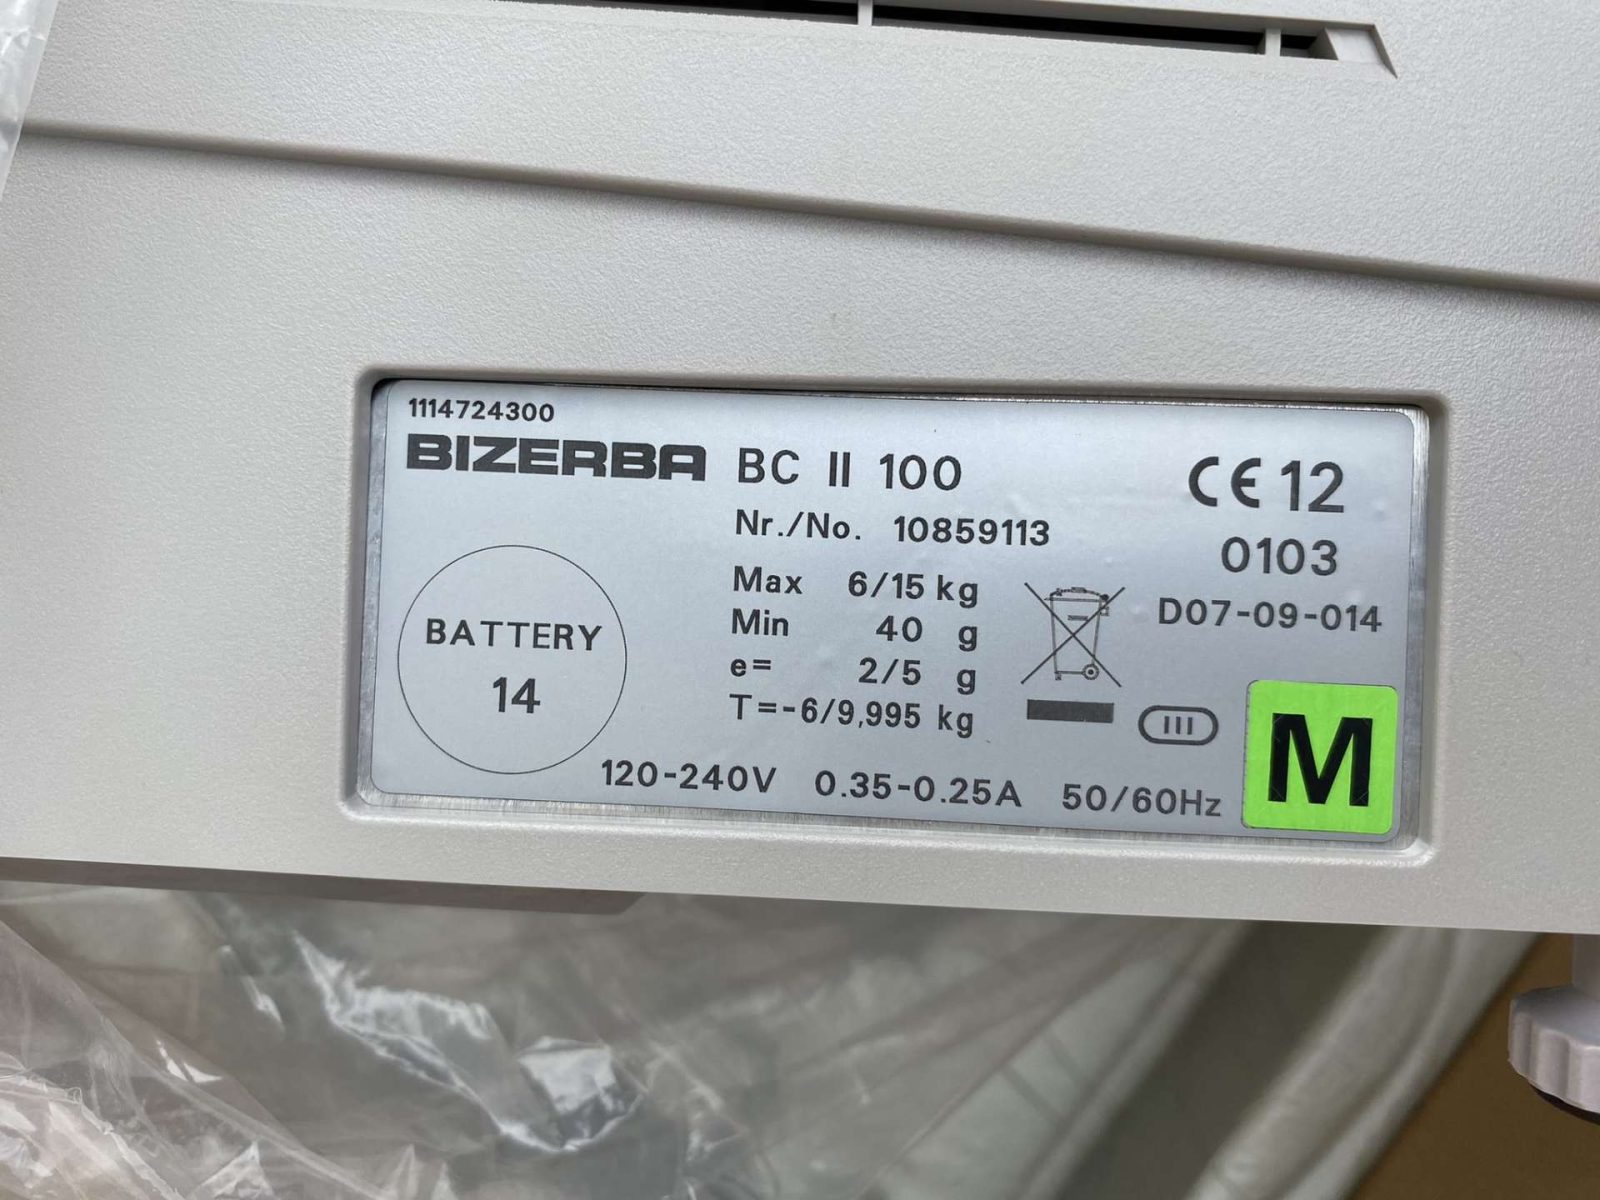 1114724300
BIZERBA BC II 100
Nr./No. 10859113
Max 6/15 kg
Min 40 g
e= 2/5 g
T=-6/9,995 kg
BATTERY
14
120-240V 0.35-0.25A 50/60Hz
CE 12
0103
D07-09-014
III
M